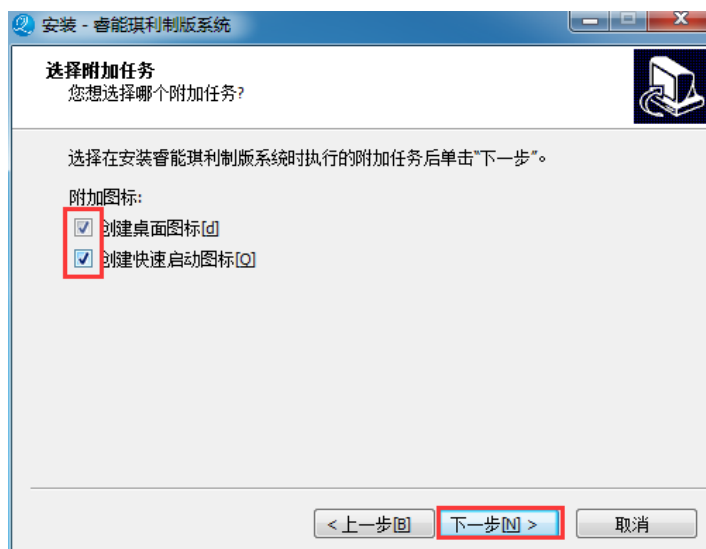 安装 - 睿能琪利制版系统
选择附加任务
您想选择哪个附加任务?
选择在安装睿能琪利制版系统时执行的附加任务后单击“下一步”。
附加图标:
创建桌面图标[d]
创建快速启动图标[Q]
<上一步[B] 下一步[N] > 取消